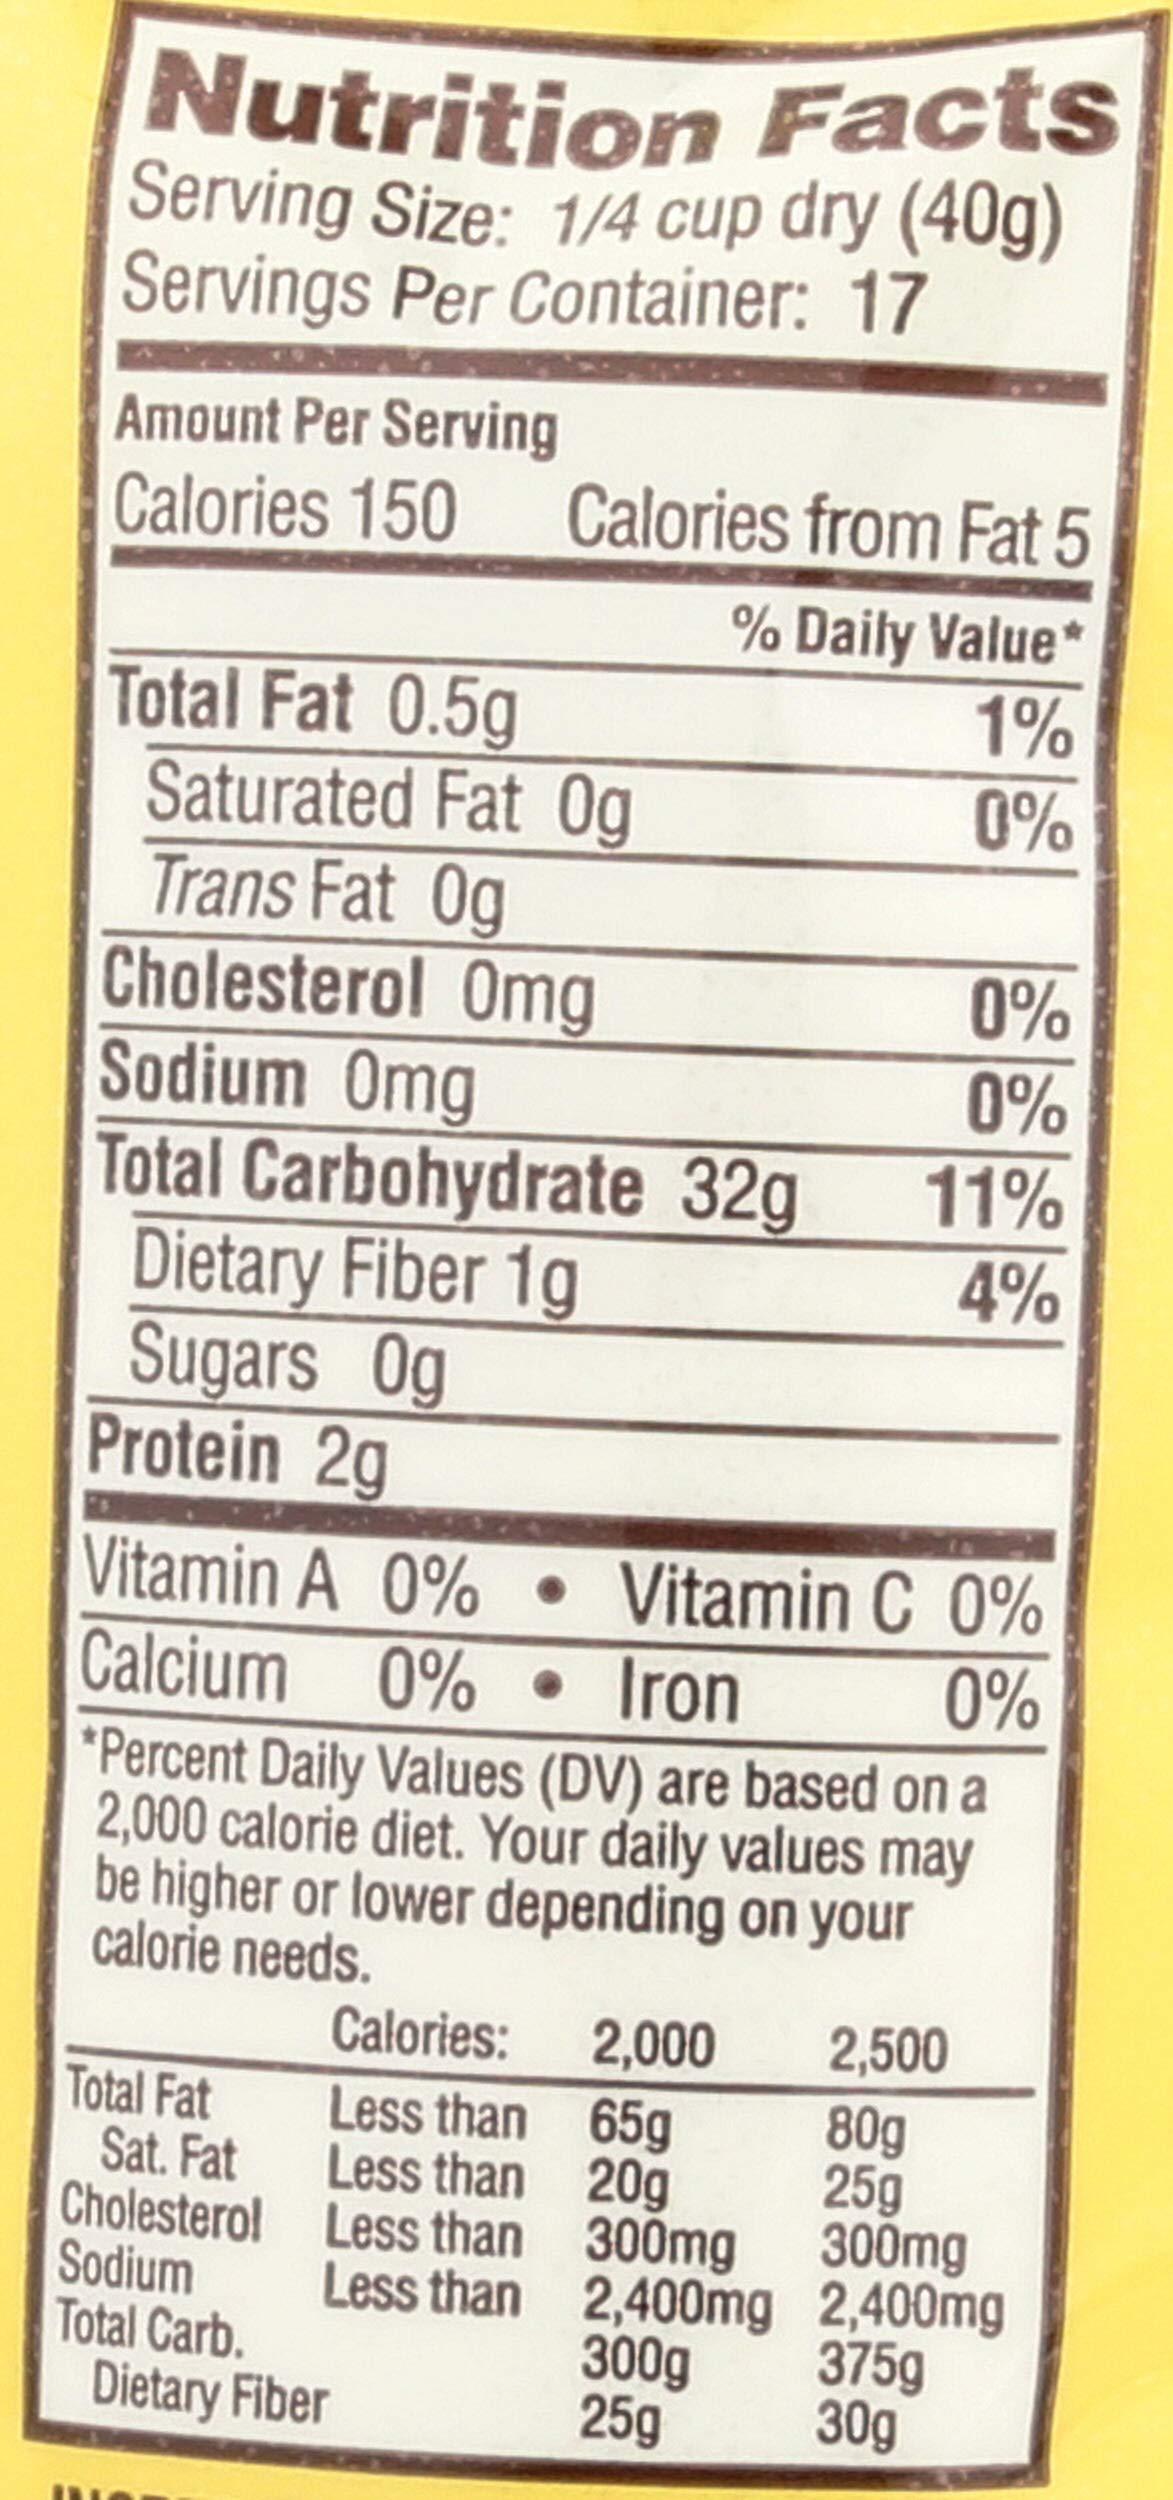 Nutrition Facts
Serving Size: 1/4 cup dry (40g)
Servings Per Container: 17
Amount Per Serving
Calories 150 Calories from Fat 5
% Daily Value*
Total Fat 0.5g 1%
Saturated Fat 0g 0%
Trans Fat 0g
Cholesterol 0mg 0%
Sodium 0mg 0%
Total Carbohydrate 32g 11%
Dietary Fiber 1g 4%
Sugars 0g
Protein 2g
Vitamin A 0% • Vitamin C 0%
Calcium 0% • Iron 0%
*Percent Daily Values (DV) are based on a
2,000 calorie diet. Your daily values may
be higher or lower depending on your
calorie needs.
Calories: 2,000 2,500
Total Fat Less than 65g 80g
Sat. Fat Less than 20g 25g
Cholesterol Less than 300mg 300mg
Sodium Less than 2,400mg 2,400mg
Total Carb. 300g 375g
Dietary Fiber 25g 30g